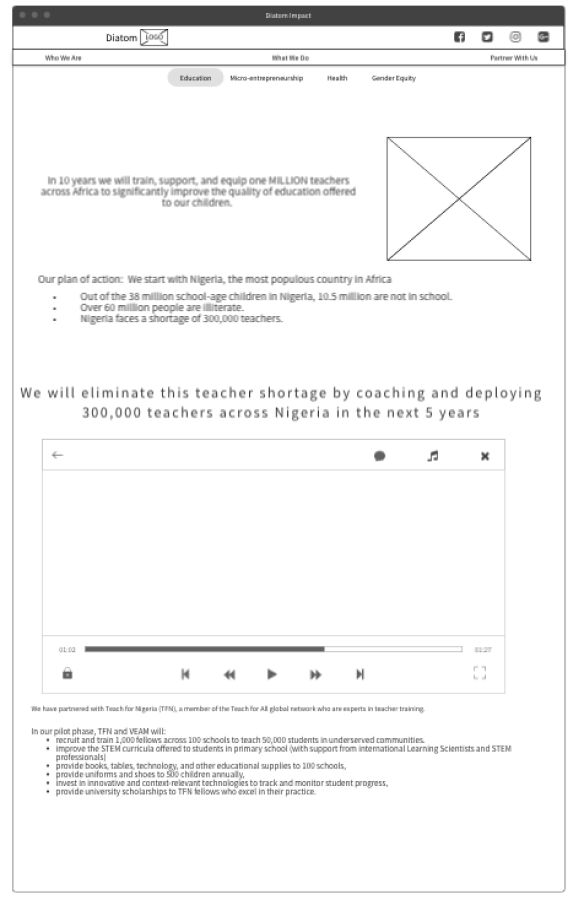 Diatom Impact
Diatom LOGO
Who We Are What We Do Partner With Us
Education Micro-entrepreneurship Health Gender Equity
In 10 years we will train, support, and equip one MILLION teachers
across Africa to significantly improve the quality of education offered
to our children.
Our plan of action: We start with Nigeria, the most populous country in Africa
• Out of the 38 million school-age children in Nigeria, 10.5 million are not in school.
• Over 60 million people are illiterate.
• Nigeria faces a shortage of 300,000 teachers.
We will eliminate this teacher shortage by coaching and deploying
300,000 teachers across Nigeria in the next 5 years
01:02 01:27
We have partnered with Teach for Nigeria (TFN), a member of the Teach for All global network who are experts in teacher training.
In our pilot phase, TFN and VEAM will:
• recruit and train 1,000 fellows across 100 schools to teach 50,000 students in underserved communities.
• improve the STEM curricula offered to students in primary school (with support from international Learning Scientists and STEM
professionals)
• provide books, tables, technology, and other educational supplies to 100 schools,
• provide uniforms and shoes to 500 children annually,
• invest in innovative and context-relevant technologies to track and monitor student progress,
• provide university scholarships to TFN fellows who excel in their practice.